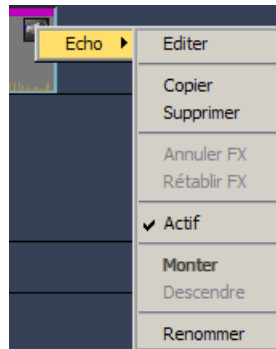 Echo
Editer
Copier
Supprimer
Annuler FX
Rétablir FX
Actif
Monter
Descendre
Renommer